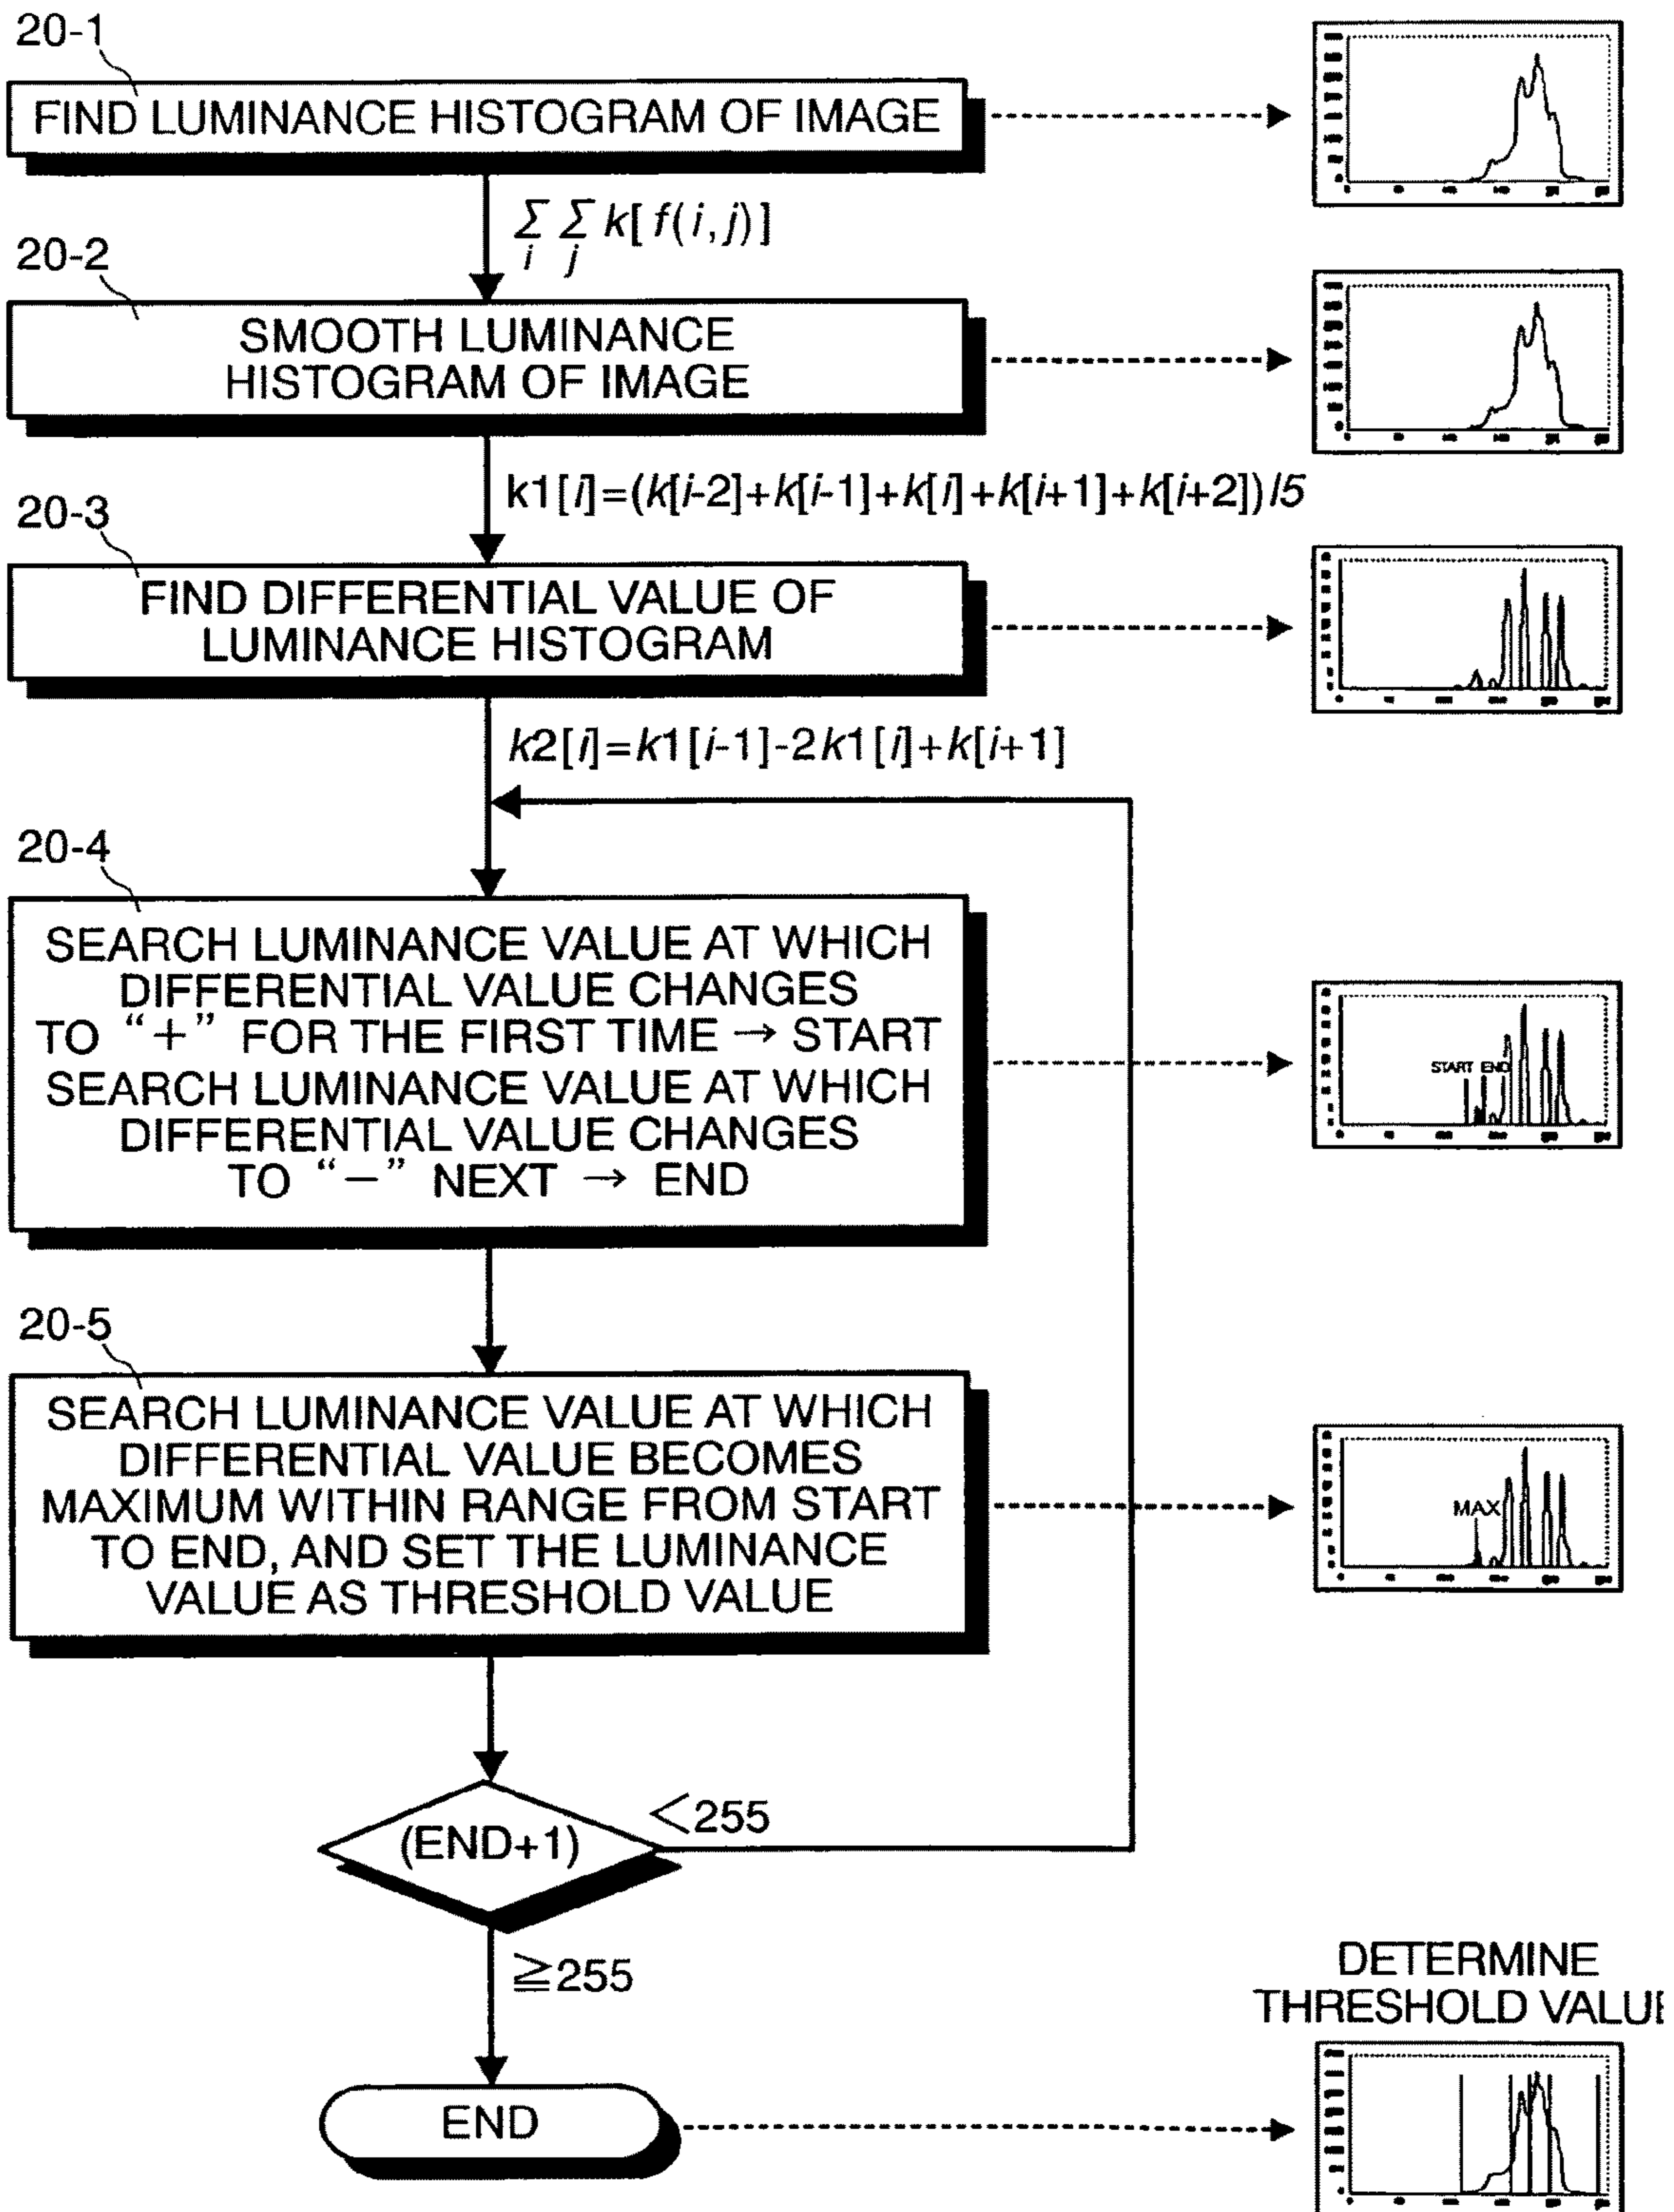 20-1
FIND LUMINANCE HISTOGRAM OF IMAGE
Σ Σ k[ f(i,j)]
i j
20-2
SMOOTH LUMINANCE
HISTOGRAM OF IMAGE
k1[i]=(k[i-2]+k[i-1]+k[i]+k[i+1]+k[i+2])/5
20-3
FIND DIFFERENTIAL VALUE OF
LUMINANCE HISTOGRAM
k2[i]=k1[i-1]-2k1[i]+k[i+1]
20-4
SEARCH LUMINANCE VALUE AT WHICH
DIFFERENTIAL VALUE CHANGES
TO “+” FOR THE FIRST TIME → START
SEARCH LUMINANCE VALUE AT WHICH
DIFFERENTIAL VALUE CHANGES
TO “−” NEXT → END
START END
20-5
SEARCH LUMINANCE VALUE AT WHICH
DIFFERENTIAL VALUE BECOMES
MAXIMUM WITHIN RANGE FROM START
TO END, AND SET THE LUMINANCE
VALUE AS THRESHOLD VALUE
MAX
(END+1)
<255
≧255
END
DETERMINE
THRESHOLD VALUE